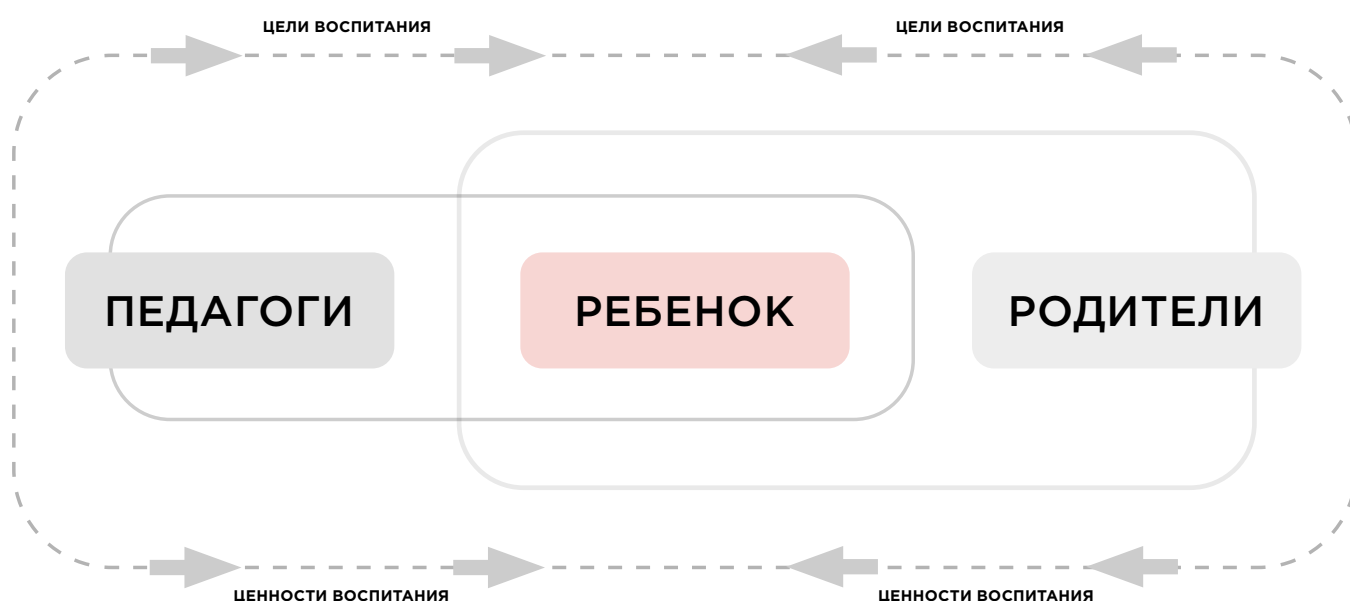 ЦЕЛИ ВОСПИТАНИЯ
ЦЕЛИ ВОСПИТАНИЯ
ПЕДАГОГИ
РЕБЕНОК
РОДИТЕЛИ
ЦЕННОСТИ ВОСПИТАНИЯ
ЦЕННОСТИ ВОСПИТАНИЯ